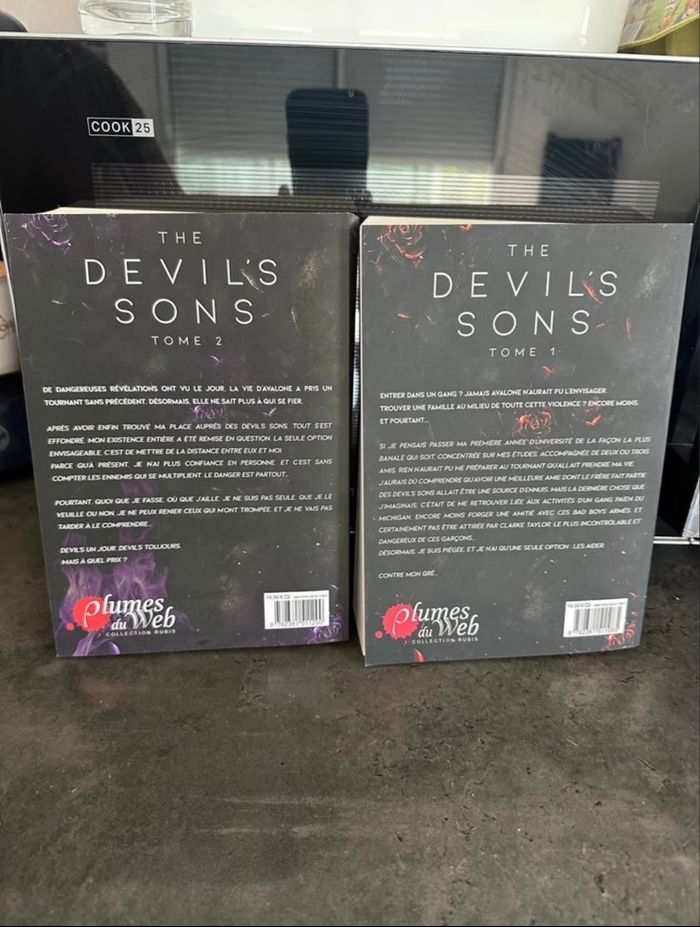 COOK 25
THE
DEVIL'S
SONS
TOME 2
DE DANGEREUSES RÉVÉLATIONS ONT VU LE JOUR. LA VIE D'AVALONE A PRIS UN
TOURNANT SANS PRÉCÉDENT. DÉSORMAIS, ELLE NE SAIT PLUS À QUI SE FIER.
APRÈS AVOIR ENFIN TROUVÉ MA PLACE AUPRÈS DES DEVILS SONS, TOUT S'EST
EFFONDRÉ. MON EXISTENCE ENTIÈRE A ÉTÉ REMISE EN QUESTION. LA SEULE OPTION
ENVISAGEABLE, C'EST DE METTRE DE LA DISTANCE ENTRE EUX ET MOI.
PARCE QU'À PRÉSENT, JE N'AI PLUS CONFIANCE EN PERSONNE. ET C'EST SANS
COMPTER LES ENNEMIS QUI SE MULTIPLIENT. LE DANGER EST PARTOUT...
POURTANT, QUOI QUE JE FASSE, OÙ QUE J'AILLE, JE NE SUIS PAS SEULE. QUE JE LE
VEUILLE OU NON, JE NE PEUX RENIER CEUX QUI M'ONT TROMPÉE. ET JE NE VAIS PAS
TARDER À LE COMPRENDRE...
DEVILS UN JOUR, DEVILS TOUJOURS.
MAIS À QUEL PRIX ?
Plumes
du Web
COLLECTION RUBIS
THE
DEVIL'S
SONS
TOME 1
ENTRER DANS UN GANG ? JAMAIS AVALONE N'AURAIT PU L'ENVISAGER.
TROUVER UNE FAMILLE AU MILIEU DE TOUTE CETTE VIOLENCE ? ENCORE MOINS.
ET POURTANT...
SI JE PENSAIS PASSER MA PREMIÈRE ANNÉE D'UNIVERSITÉ DE LA FAÇON LA PLUS
BANALE QUI SOIT, CONCENTRÉE SUR MES ÉTUDES, ACCOMPAGNÉE DE DEUX OU TROIS
AMIS, RIEN N'AURAIT PU ME PRÉPARER AU TOURNANT QU'ALLAIT PRENDRE MA VIE.
J'AURAIS DÛ COMPRENDRE QU'AVOIR UNE MEILLEURE AMIE DONT LE FRÈRE FAIT PARTIE
DES DEVIL'S SONS ALLAIT ÊTRE UNE SOURCE D'ENNUIS, MAIS LA DERNIÈRE CHOSE QUE
J'IMAGINAIS, C'ÉTAIT DE ME RETROUVER LIÉE AUX ACTIVITÉS D'UN GANG PAÏEN DU
MICHIGAN. ENCORE MOINS FORGER UNE AMITIÉ AVEC CES BAD BOYS ARMÉS, ET
CERTAINEMENT PAS ÊTRE ATTIRÉE PAR CLARKE TAYLOR, LE PLUS INCONTRÔLABLE ET
DANGEREUX DE CES GARÇONS...
DÉSORMAIS, JE SUIS PIÉGÉE, ET JE N'AI QU'UNE SEULE OPTION : LES AIDER.
CONTRE MON GRÉ...
Plumes
du Web
COLLECTION RUBIS